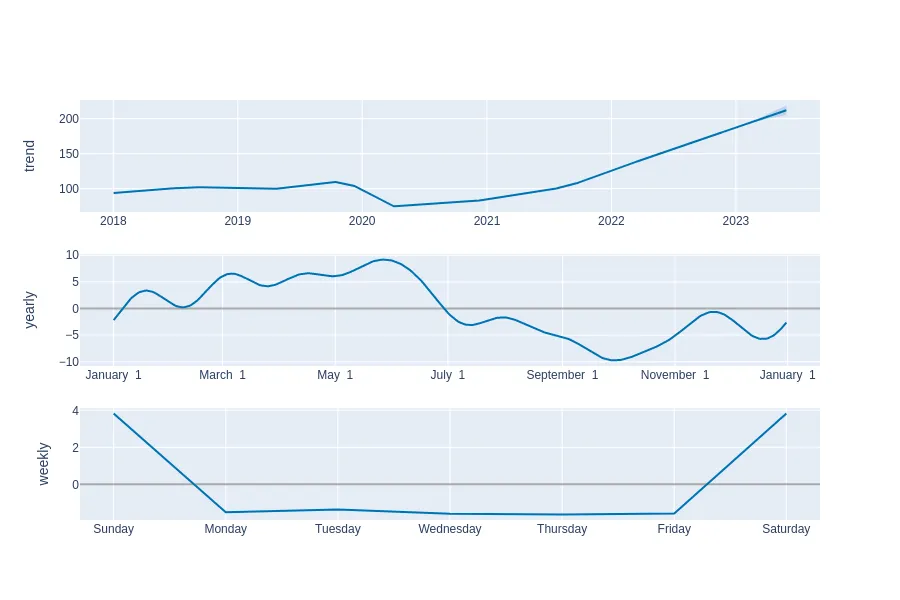 trend
200
150
100
2018 2019 2020 2021 2022 2023
yearly
10
5
0
−5
−10
January 1 March 1 May 1 July 1 September 1 November 1 January 1
weekly
4
2
0
Sunday Monday Tuesday Wednesday Thursday Friday Saturday